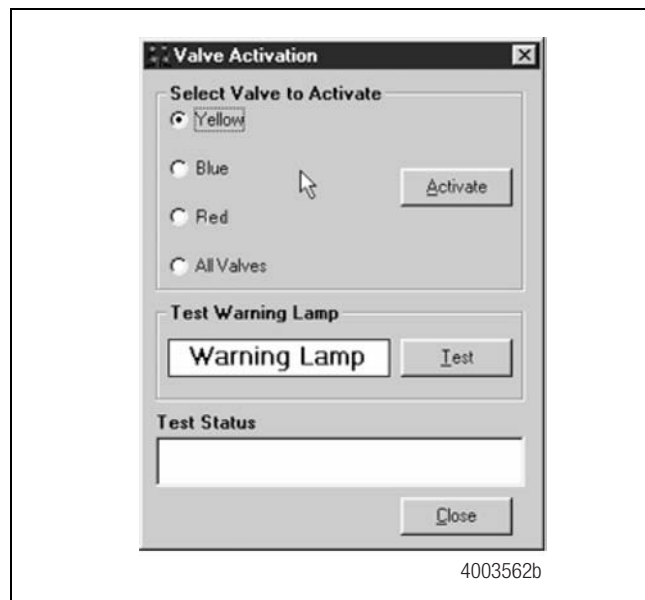 Valve Activation
Select Valve to Activate
Yellow
Blue
Activate
Red
All Valves
Test Warning Lamp
Warning Lamp
Test
Test Status
Close
4003562b